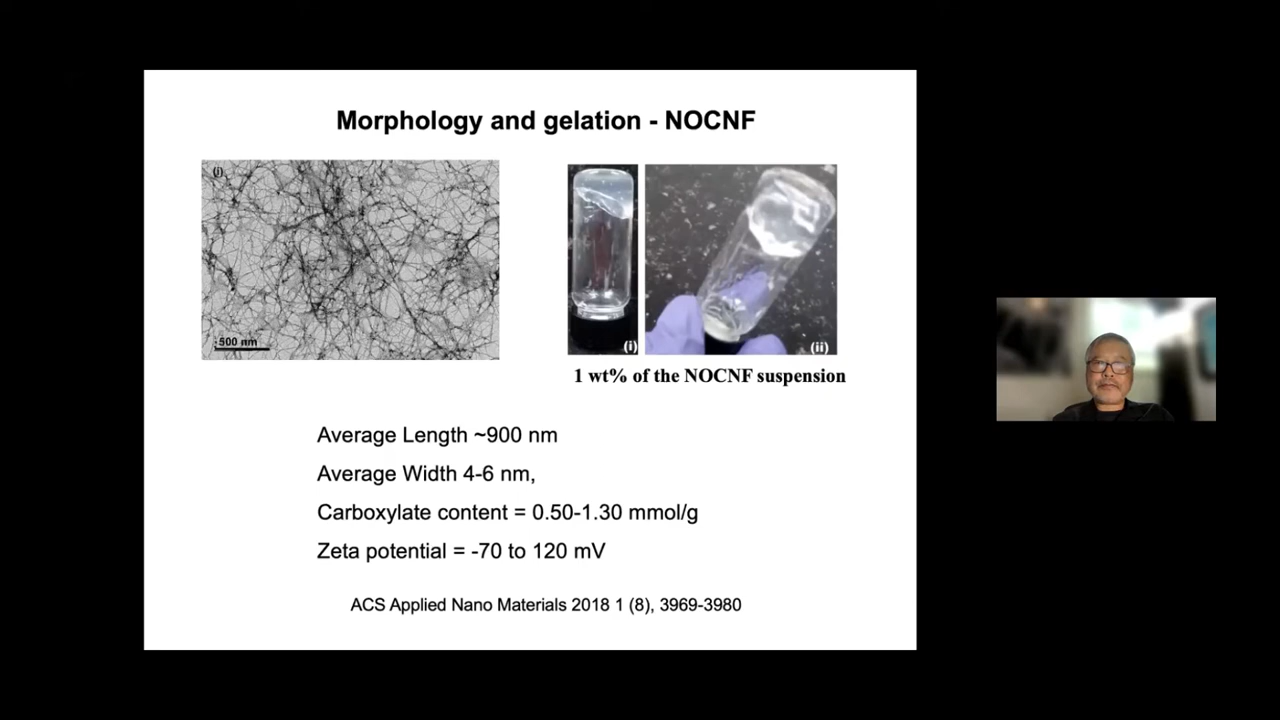 Morphology and gelation - NOCNF
(i)
500 nm
(i)
(ii)
1 wt% of the NOCNF suspension
Average Length ~900 nm
Average Width 4-6 nm,
Carboxylate content = 0.50-1.30 mmol/g
Zeta potential = -70 to 120 mV
ACS Applied Nano Materials 2018 1 (8), 3969-3980